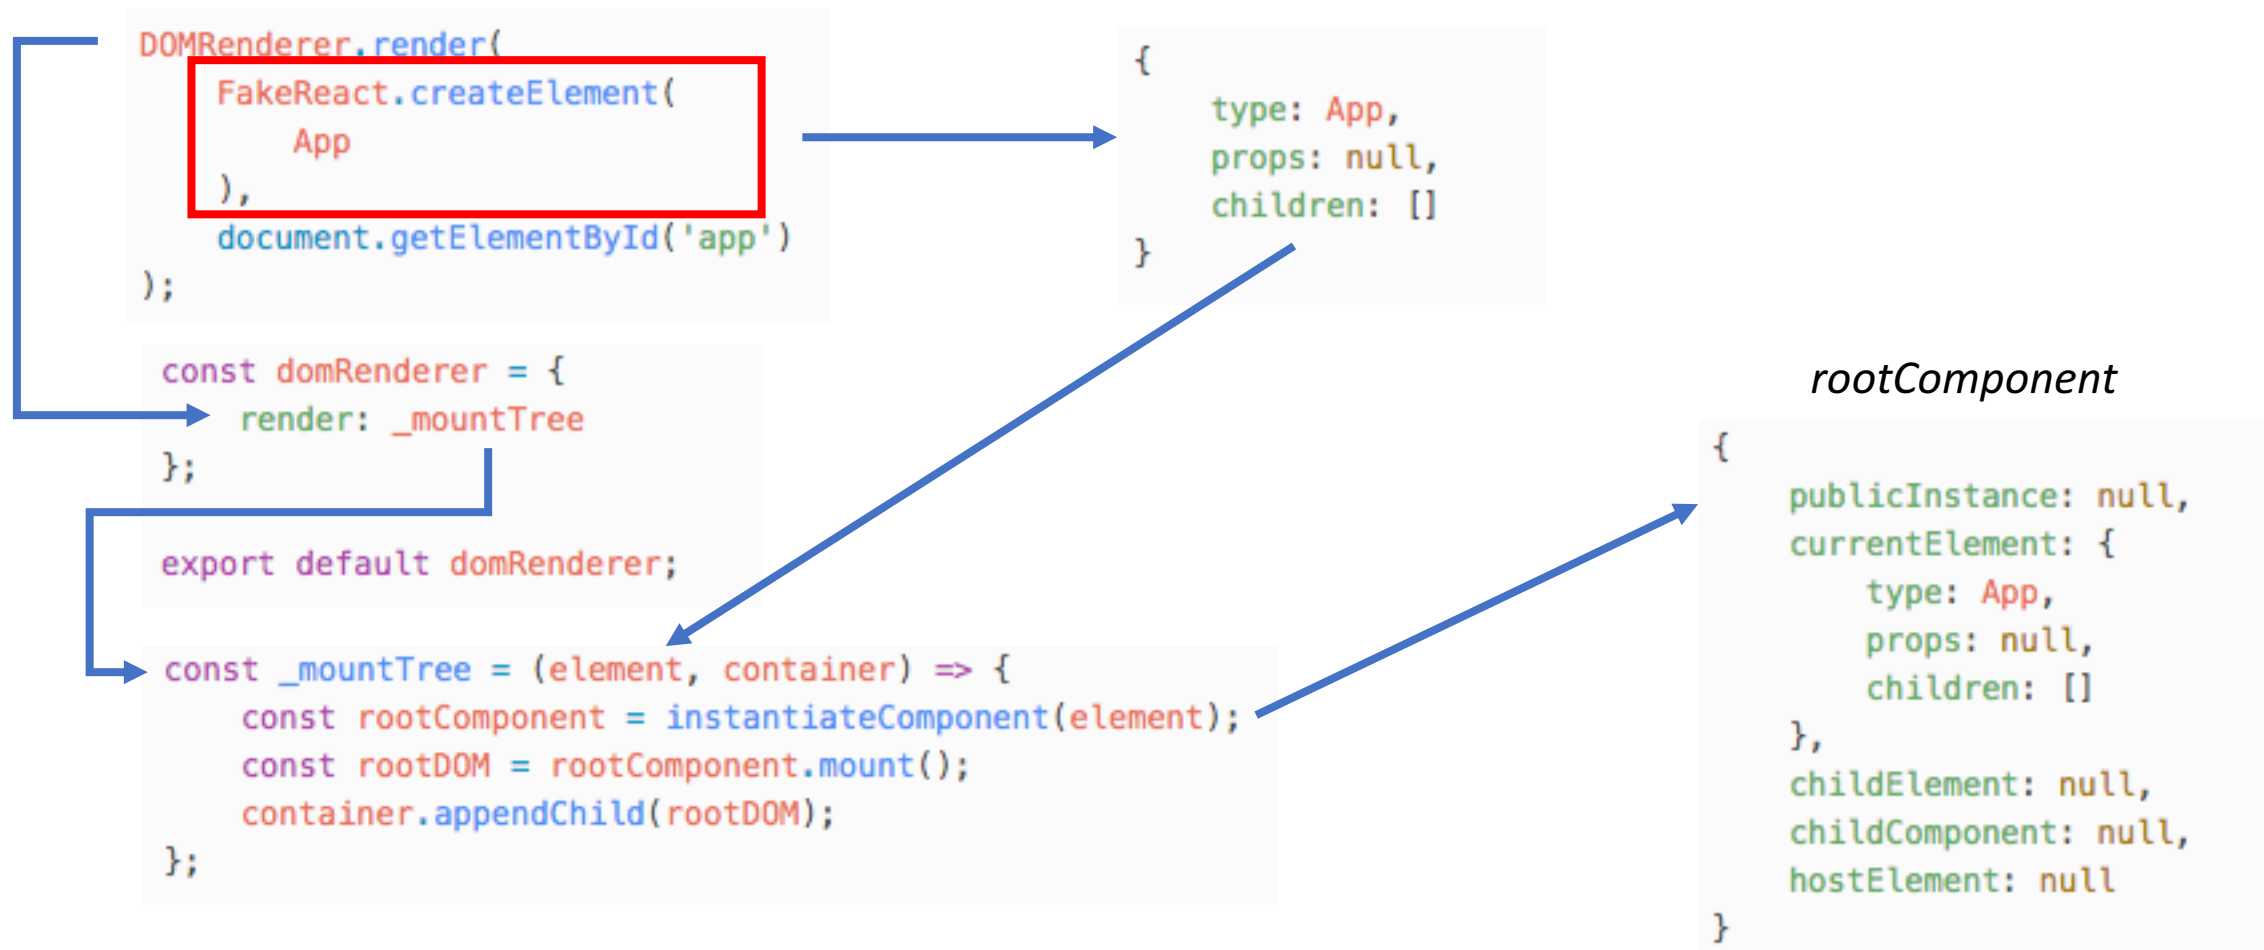 DOMRenderer.render(
FakeReact.createElement(
App
),
document.getElementById('app')
);
{
type: App,
props: null,
children: []
}
const domRenderer = {
render: _mountTree
};
export default domRenderer;
const _mountTree = (element, container) => {
const rootComponent = instantiateComponent(element);
const rootDOM = rootComponent.mount();
container.appendChild(rootDOM);
};
rootComponent
{
publicInstance: null,
currentElement: {
type: App,
props: null,
children: []
},
childElement: null,
childComponent: null,
hostElement: null
}